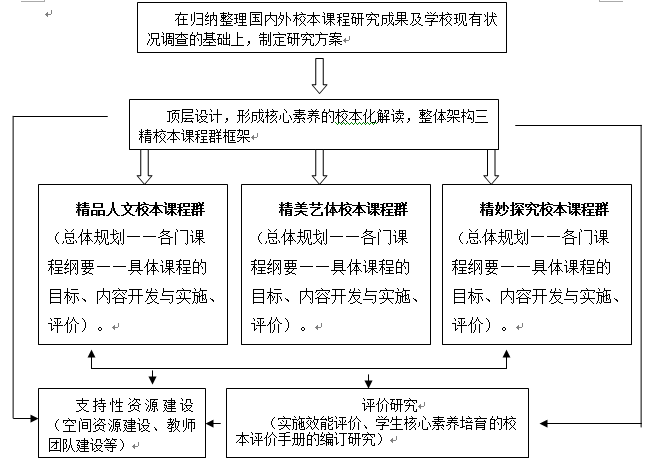 在归纳整理国内外校本课程研究成果及学校现有状
况调查的基础上，制定研究方案
顶层设计，形成核心素养的校本化解读，整体架构三
精校本课程群框架
精品人文校本课程群
（总体规划——各门课
程纲要——具体课程的
目标、内容开发与实施、
评价）。
精美艺体校本课程群
（总体规划——各门课
程纲要——具体课程的
目标、内容开发与实施、
评价）。
精妙探究校本课程群
（总体规划——各门课
程纲要——具体课程的
目标、内容开发与实施、
评价）。
支持性资源建设
（空间资源建设、教师
团队建设等）
评价研究
（实施效能评价、学生核心素养培育的校
本评价手册的编订研究）